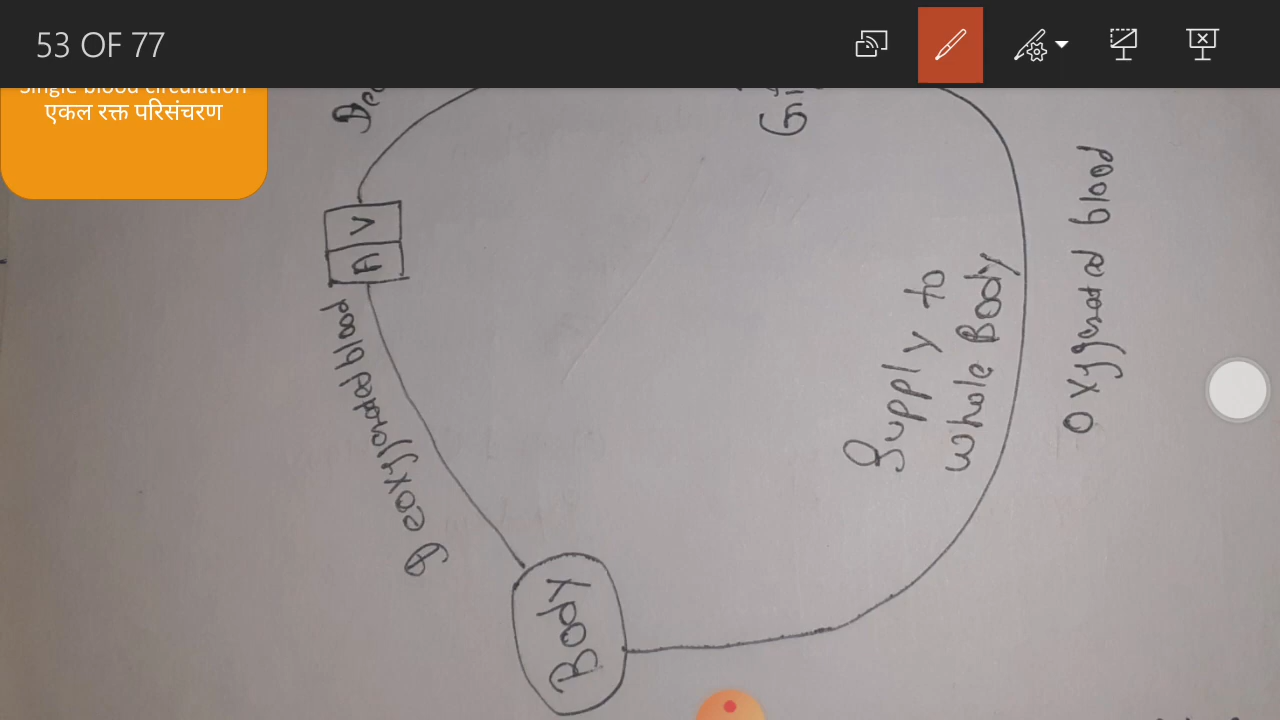 53 OF 77
Single blood circulation
एकल रक्त परिसंचरण
A V
Deoxygenated blood
Supply to
whole Body
Oxygenated blood
Body